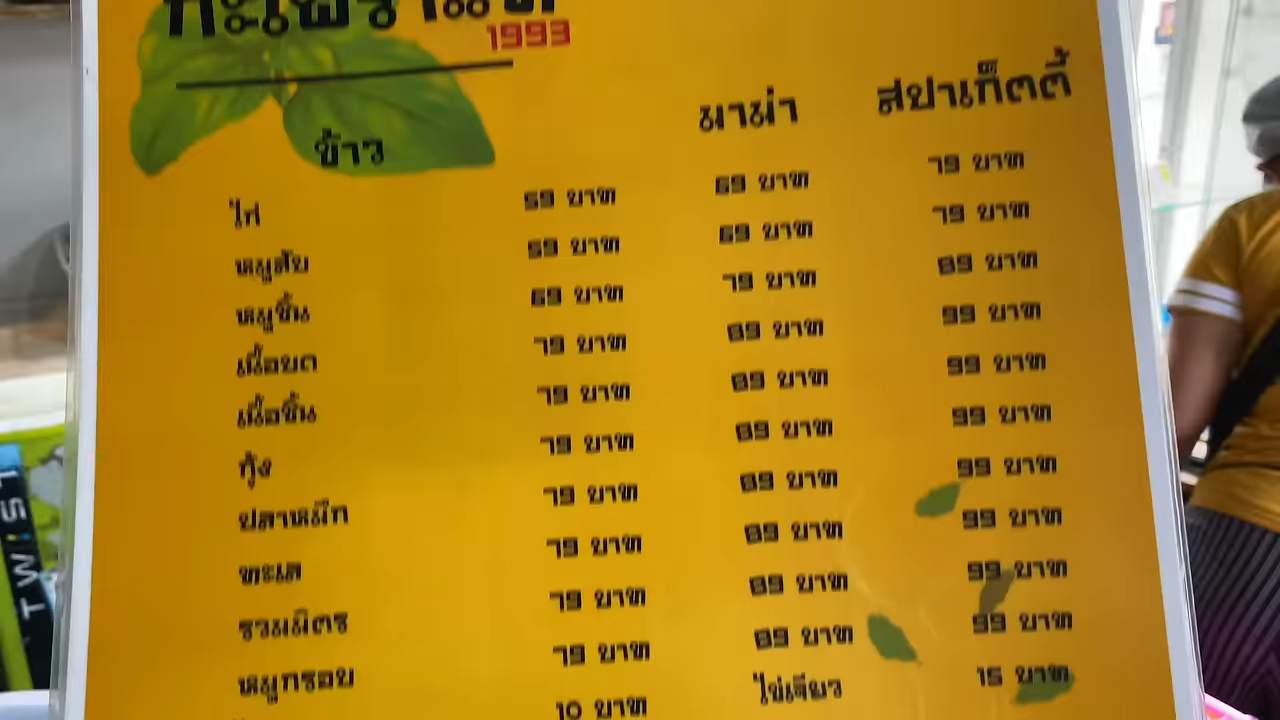 1993
ข้าว มาม่า สปาเก็ตตี้
ไก่ 59 บาท 69 บาท 79 บาท
หมูสับ 59 บาท 69 บาท 79 บาท
หมูชิ้น 69 บาท 79 บาท 89 บาท
เนื้อบด 79 บาท 89 บาท 99 บาท
เนื้อชิ้น 79 บาท 89 บาท 99 บาท
กุ้ง 79 บาท 89 บาท 99 บาท
ปลาหมึก 79 บาท 89 บาท 99 บาท
ทะเล 79 บาท 89 บาท 99 บาท
รวมมิตร 79 บาท 89 บาท 99 บาท
หมูกรอบ 79 บาท 89 บาท 99 บาท
10 บาท ไข่เจียว 15 บาท
TWIST